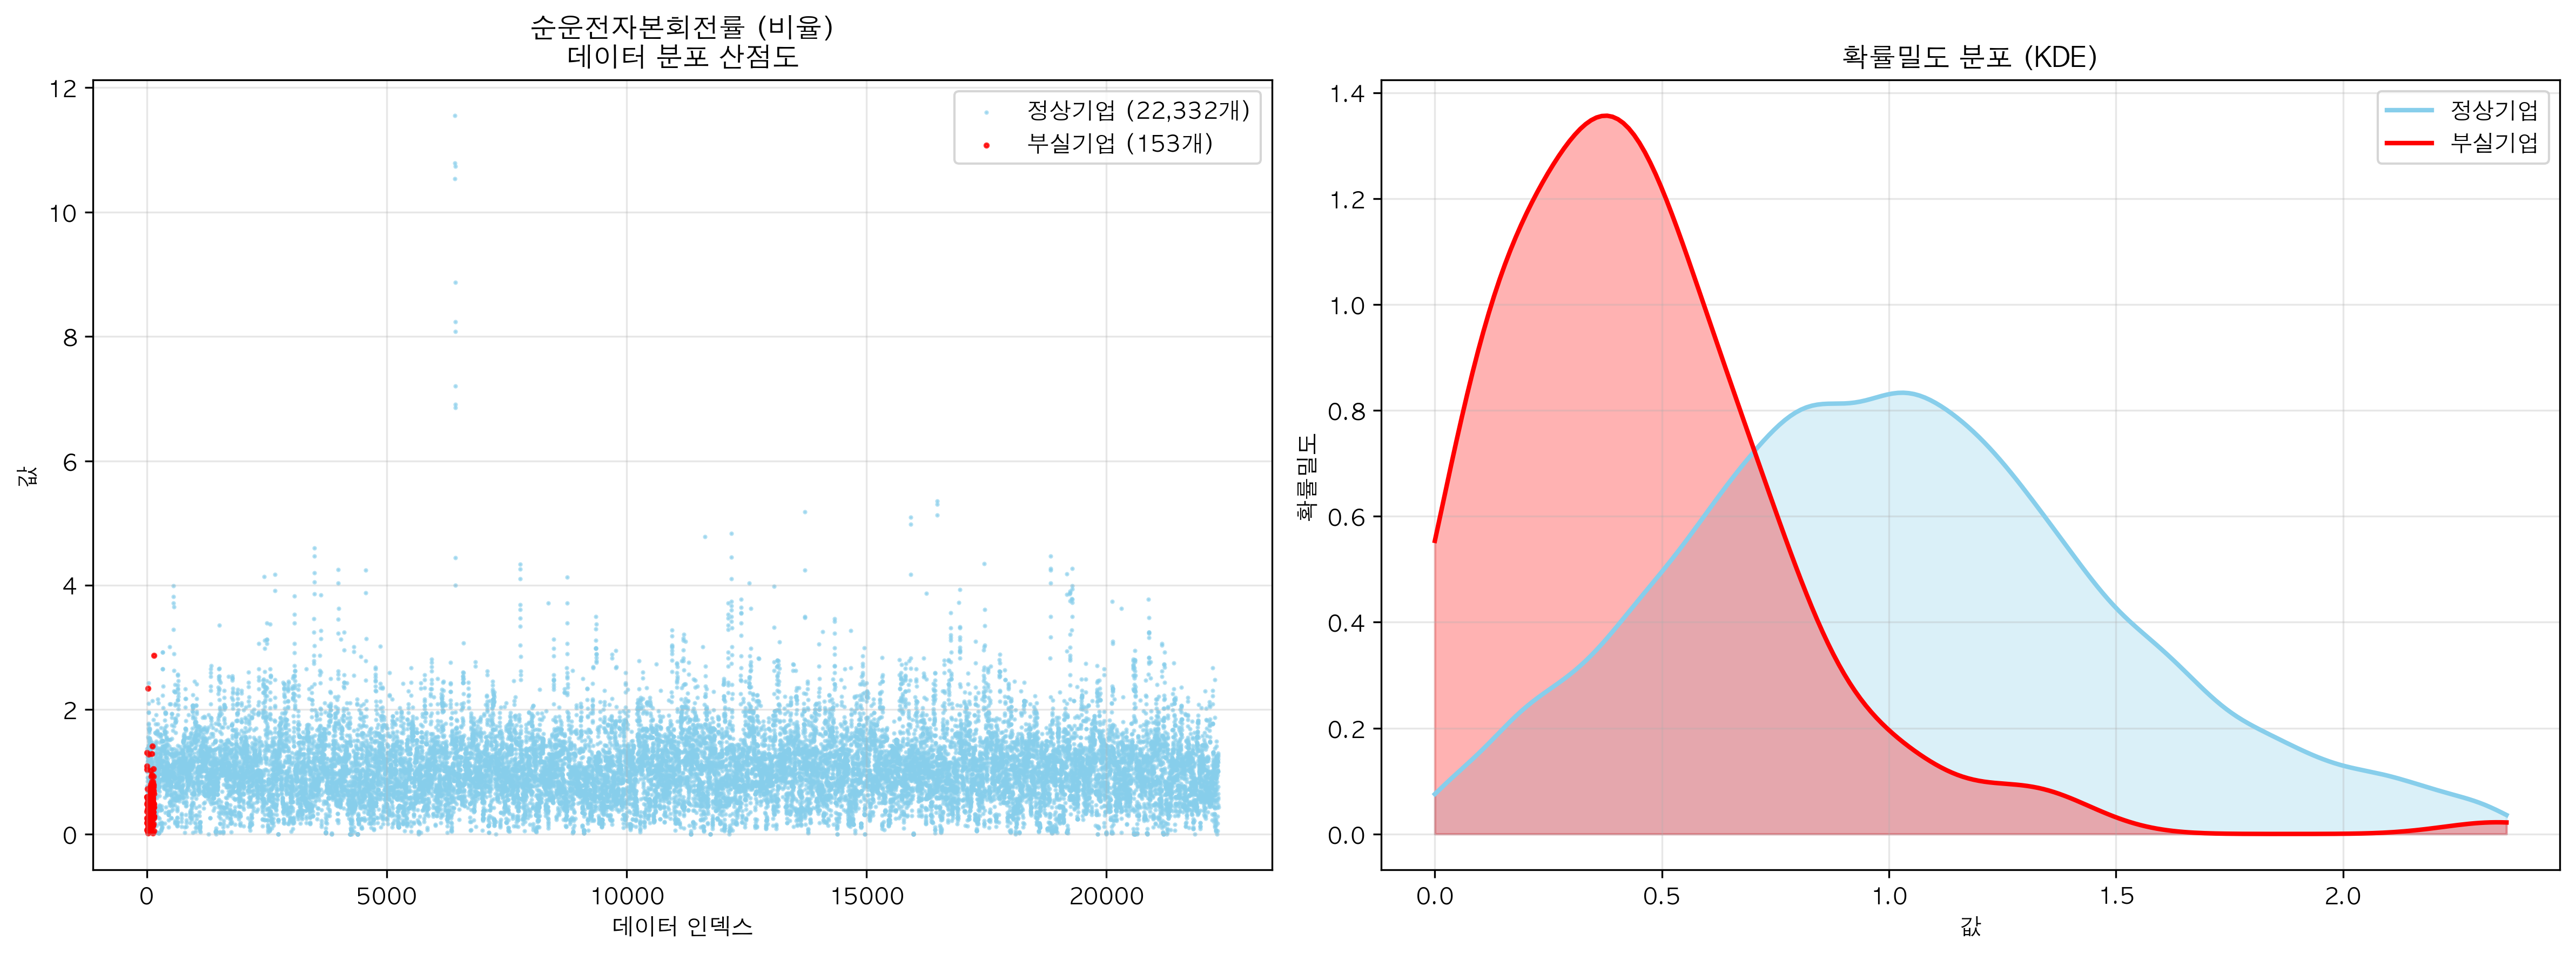 순운전자본회전률 (비율)
데이터 분포 산점도
정상기업 (22,332개)
부실기업 (153개)
12
10
8
6
4
2
0
값
0 5000 10000 15000 20000
데이터 인덱스
확률밀도 분포 (KDE)
정상기업
부실기업
1.4
1.2
1.0
0.8
0.6
0.4
0.2
0.0
확률밀도
0.0 0.5 1.0 1.5 2.0
값